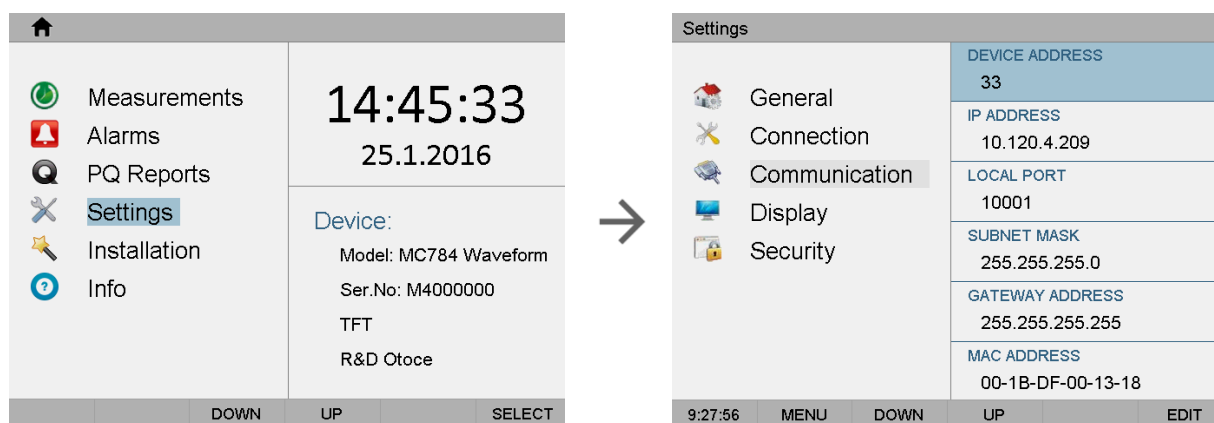 Measurements
Alarms
PQ Reports
Settings
Installation
Info
14:45:33
25.1.2016
Device:
Model: MC784 Waveform
Ser.No: M4000000
TFT
R&D Otoce
DOWN UP SELECT
Settings
General
Connection
Communication
Display
Security
DEVICE ADDRESS
33
IP ADDRESS
10.120.4.209
LOCAL PORT
10001
SUBNET MASK
255.255.255.0
GATEWAY ADDRESS
255.255.255.255
MAC ADDRESS
00-1B-DF-00-13-18
9:27:56 MENU DOWN UP EDIT